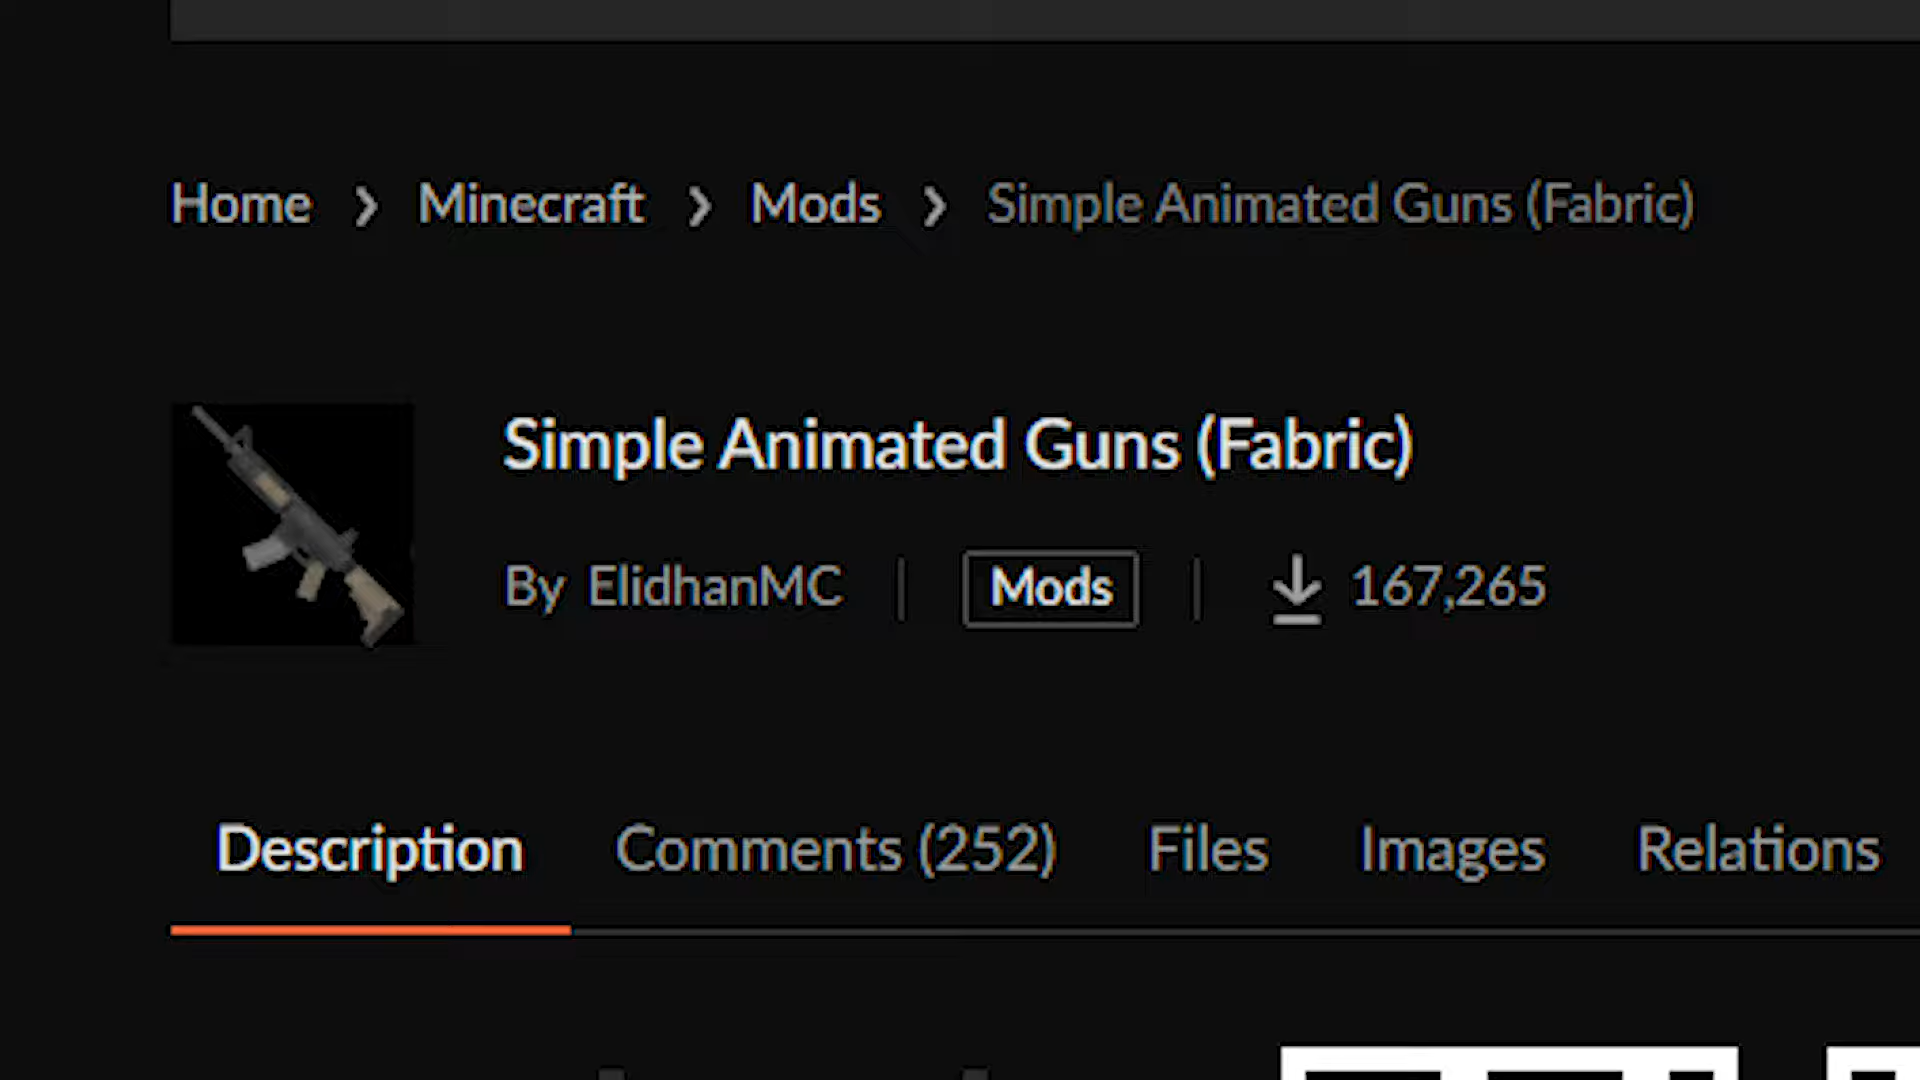 Home > Minecraft > Mods > Simple Animated Guns (Fabric)
Simple Animated Guns (Fabric)
By ElidhanMC | Mods | 167,265
Description Comments (252) Files Images Relations